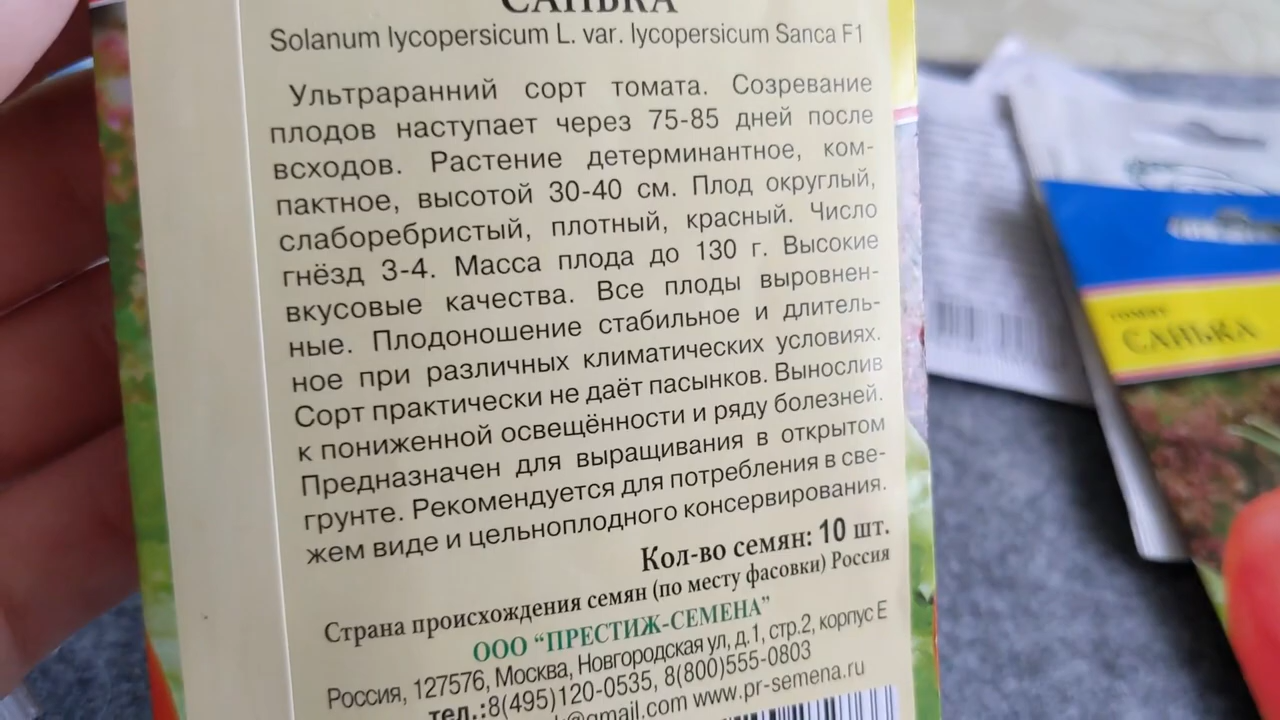 САНЬКА
Solanum lycopersicum L. var. lycopersicum Sanca F1
Ультраранний сорт томата. Созревание
плодов наступает через 75-85 дней после
всходов. Растение детерминантное, ком-
пактное, высотой 30-40 см. Плод округлый,
слаборебристый, плотный, красный. Число
гнёзд 3-4. Масса плода до 130 г. Высокие
вкусовые качества. Все плоды выровнен-
ные. Плодоношение стабильное и длитель-
ное при различных климатических условиях.
Сорт практически не даёт пасынков. Вынослив
к пониженной освещённости и ряду болезней.
Предназначен для выращивания в открытом
грунте. Рекомендуется для потребления в све-
жем виде и цельноплодного консервирования.
Кол-во семян: 10 шт.
Страна происхождения семян (по месту фасовки) Россия
ООО “ПРЕСТИЖ-СЕМЕНА”
Россия, 127576, Москва, Новгородская ул, д.1, стр.2, корпус Е
тел.:8(495)120-0535, 8(800)555-0803
@gmail.com www.pr-semena.ru
томат
САНЬКА